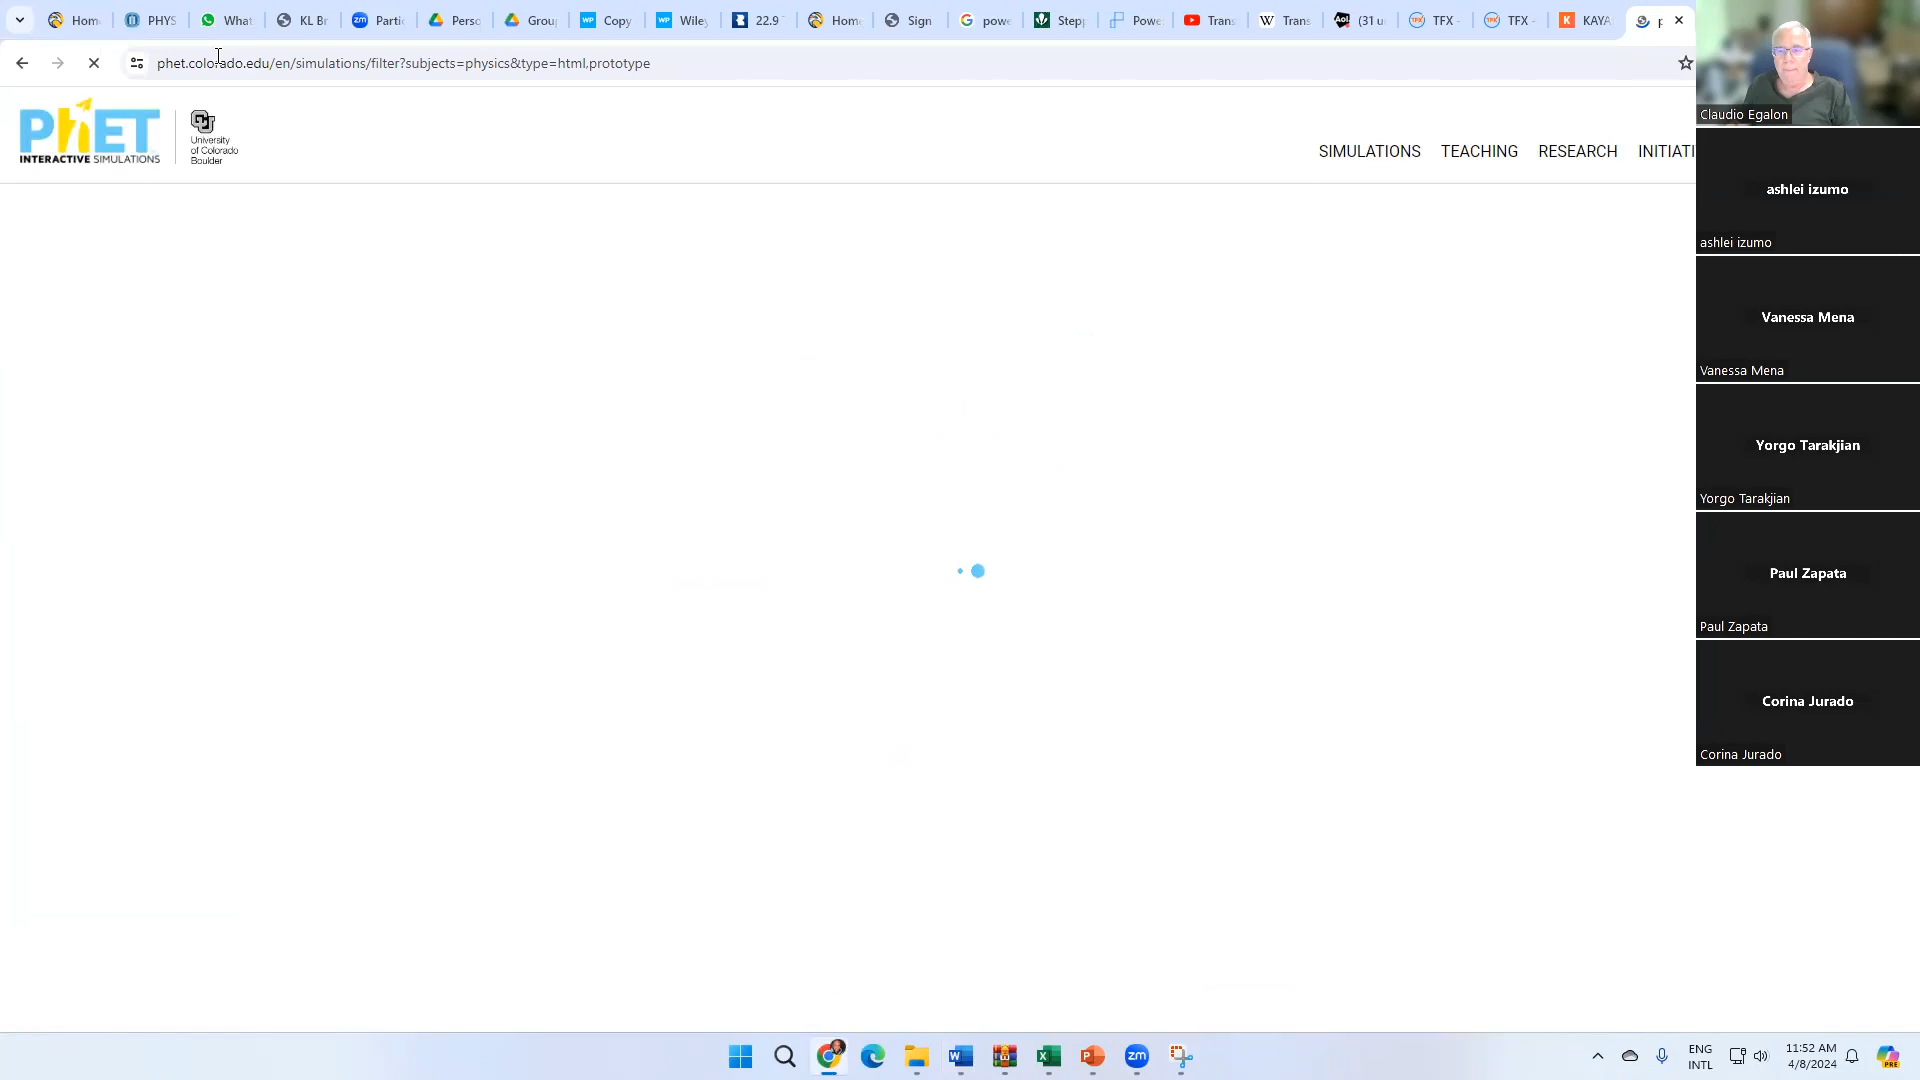 Hom
PHYS
What
KL Br
Partic
Perso
Grou
Copy
Wiley
22.9
Hom
Sign
powe
Stepp
Powe
Trans
Trans
(31 u
TFX -
TFX -
KAYA
p
phet.colorado.edu/en/simulations/filter?subjects=physics&type=html,prototype
PhET
INTERACTIVE SIMULATIONS
University
of Colorado
Boulder
SIMULATIONS
TEACHING
RESEARCH
INITIATI
Claudio Egalon
ashlei izumo
ashlei izumo
Vanessa Mena
Vanessa Mena
Yorgo Tarakjian
Yorgo Tarakjian
Paul Zapata
Paul Zapata
Corina Jurado
Corina Jurado
zm
ENG
INTL
11:52 AM
4/8/2024
PRE